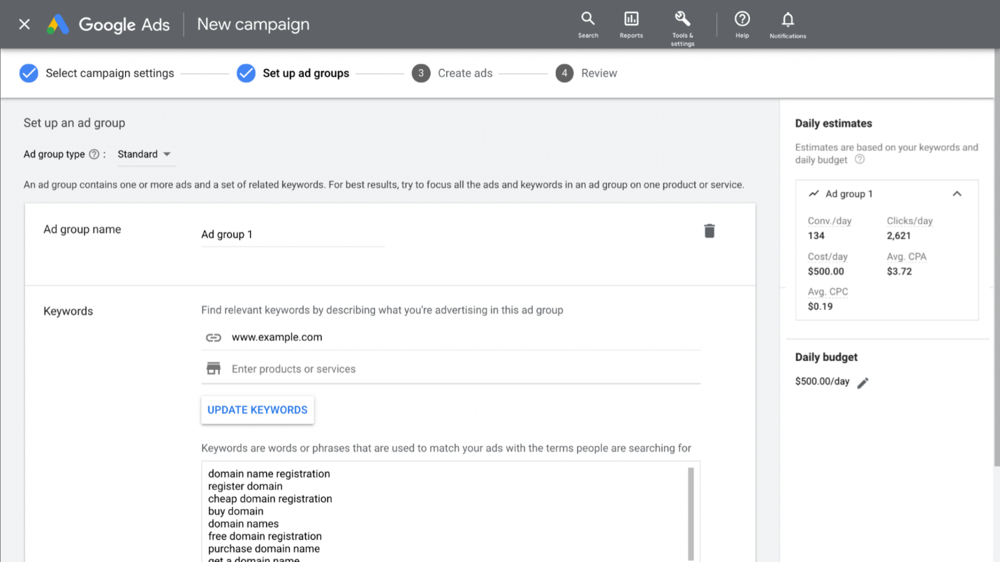 Google Ads New campaign
Search Reports Tools & settings Help Notifications
Select campaign settings Set up ad groups 3 Create ads 4 Review
Set up an ad group
Ad group type ? : Standard
An ad group contains one or more ads and a set of related keywords. For best results, try to focus all the ads and keywords in an ad group on one product or service.
Ad group name
Ad group 1
Keywords
Find relevant keywords by describing what you're advertising in this ad group
www.example.com
Enter products or services
UPDATE KEYWORDS
Keywords are words or phrases that are used to match your ads with the terms people are searching for
domain name registration
register domain
cheap domain registration
buy domain
domain names
free domain registration
purchase domain name
get a domain name
Daily estimates
Estimates are based on your keywords and
daily budget ?
Ad group 1
Conv./day Clicks/day
134 2,621
Cost/day Avg. CPA
$500.00 $3.72
Avg. CPC
$0.19
Daily budget
$500.00/day